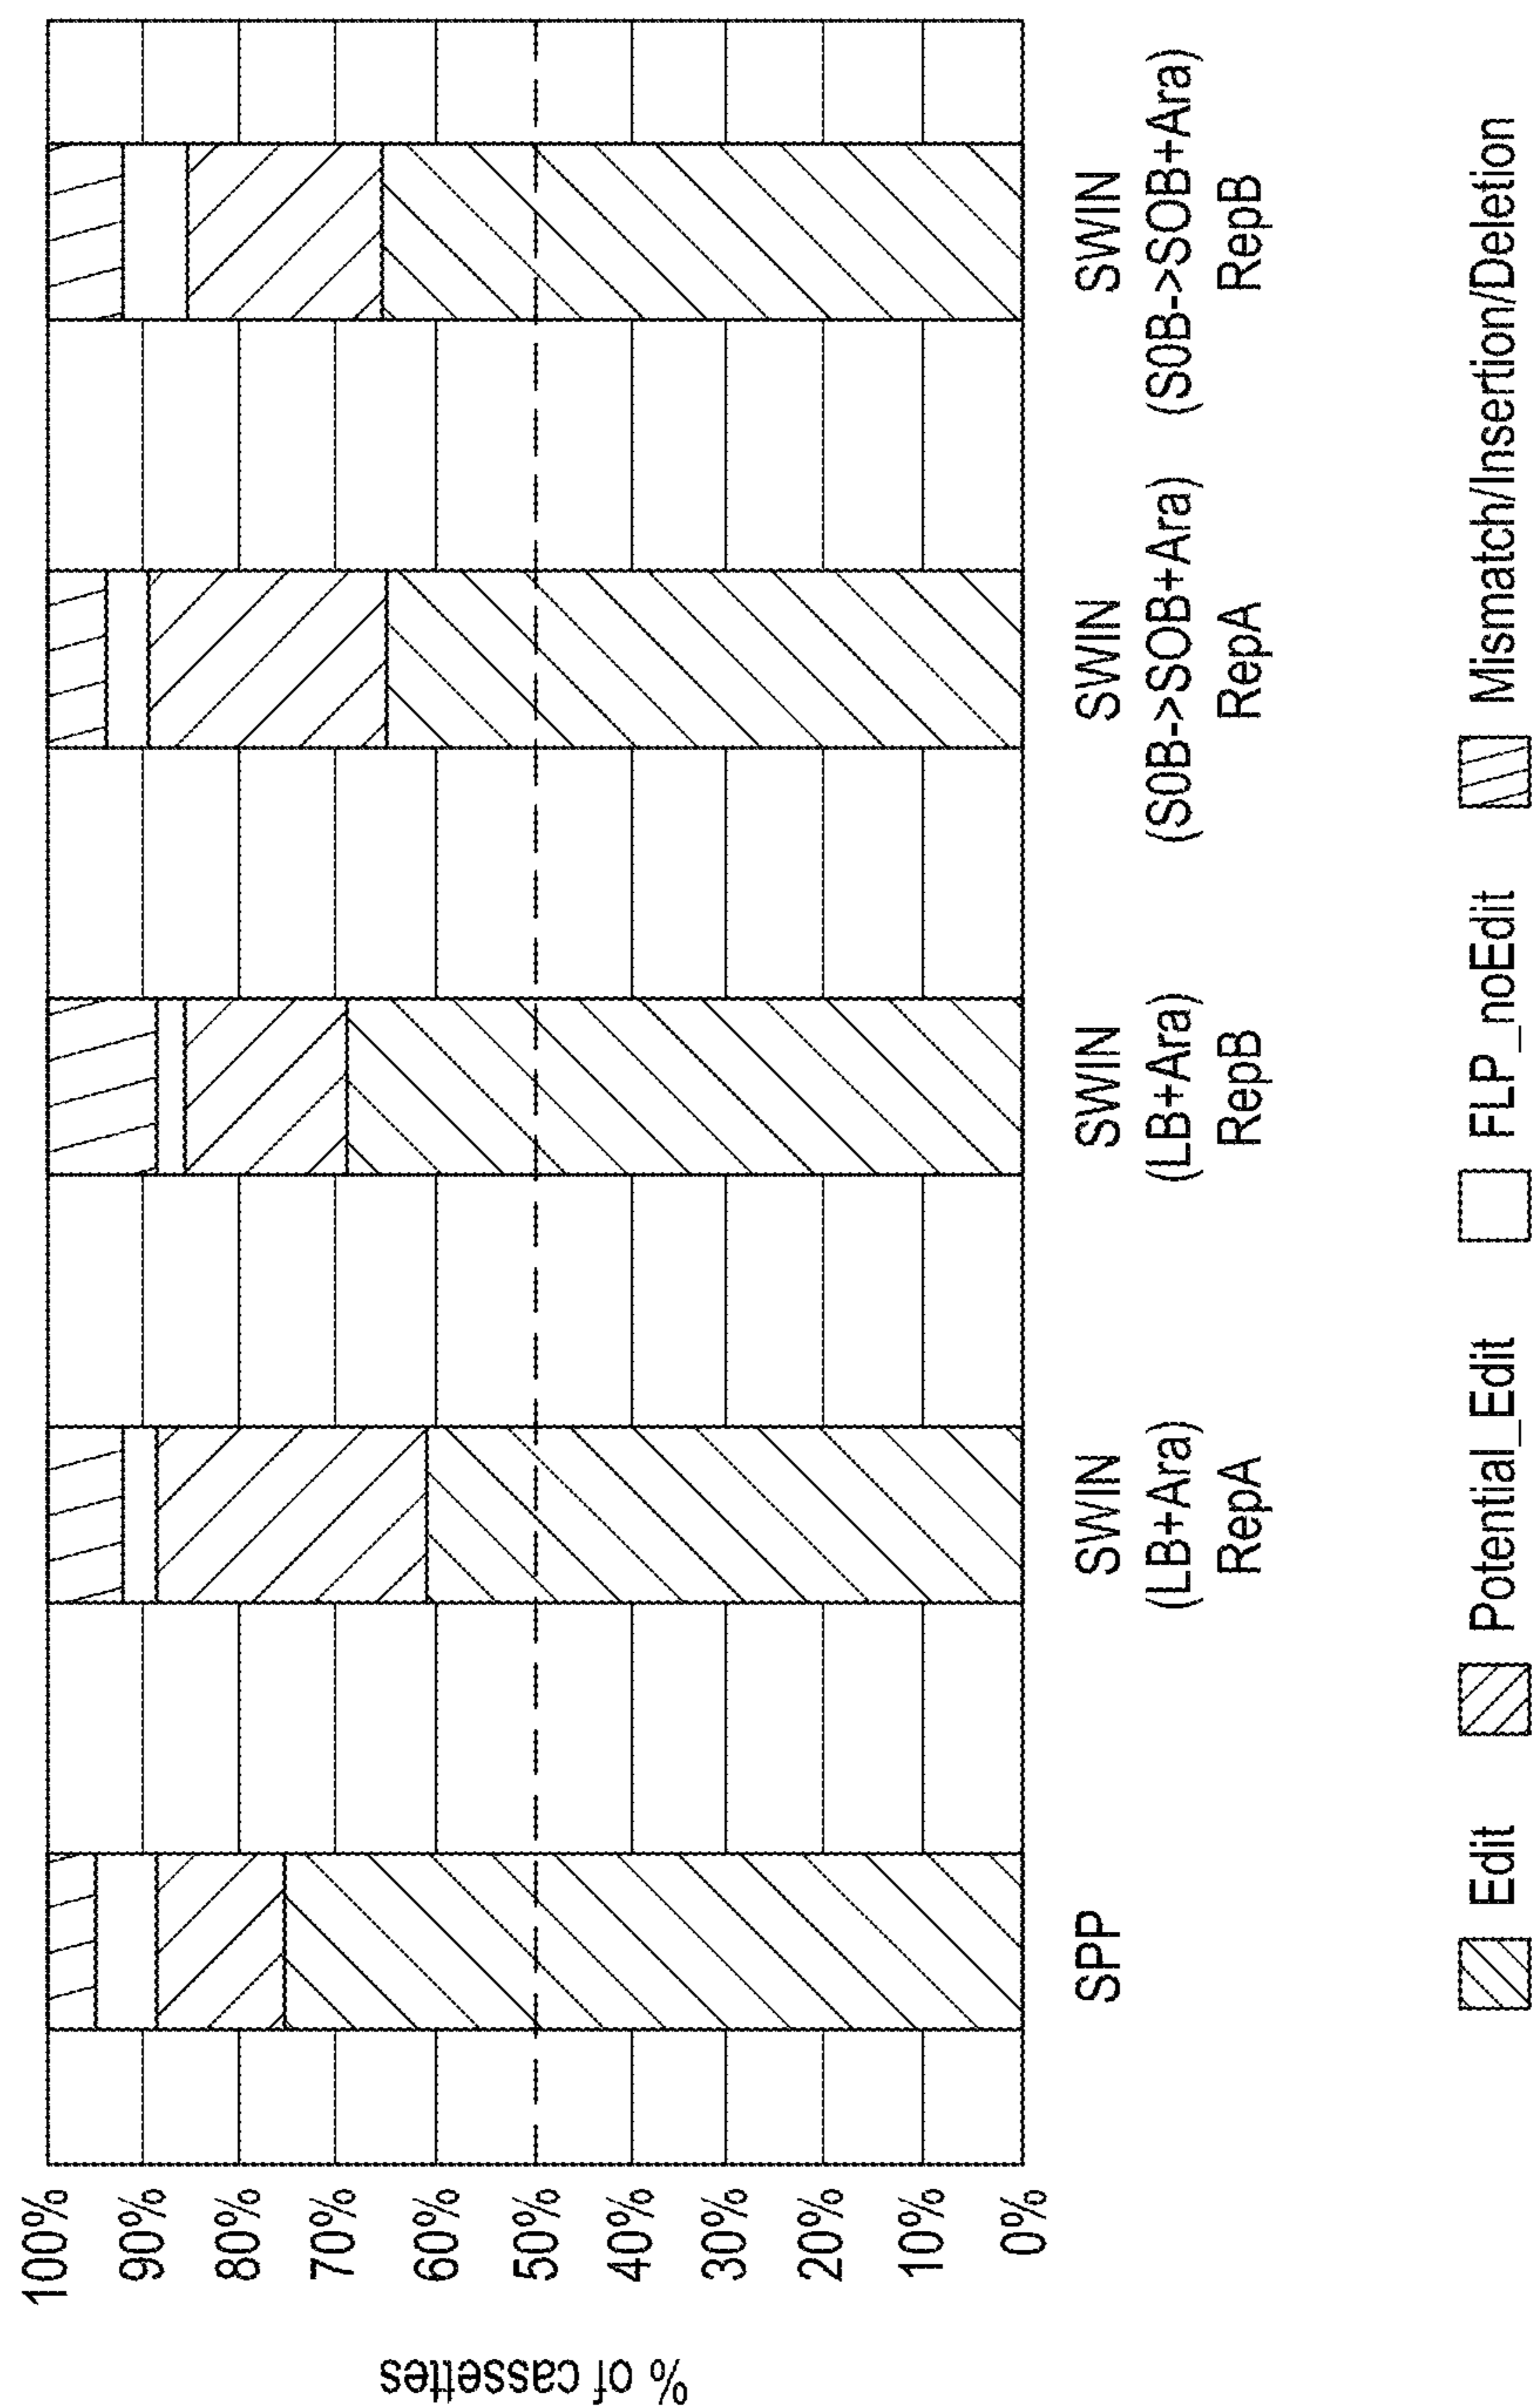 % of cassettes
100%
90%
80%
70%
60%
50%
40%
30%
20%
10%
0%
SPP
SWIN
(LB+Ara)
RepA
SWIN
(LB+Ara)
RepB
SWIN
(S0B->SOB+Ara)
RepA
SWIN
(S0B->SOB+Ara)
RepB
Edit
Potential_Edit
FLP_noEdit
Mismatch/Insertion/Deletion